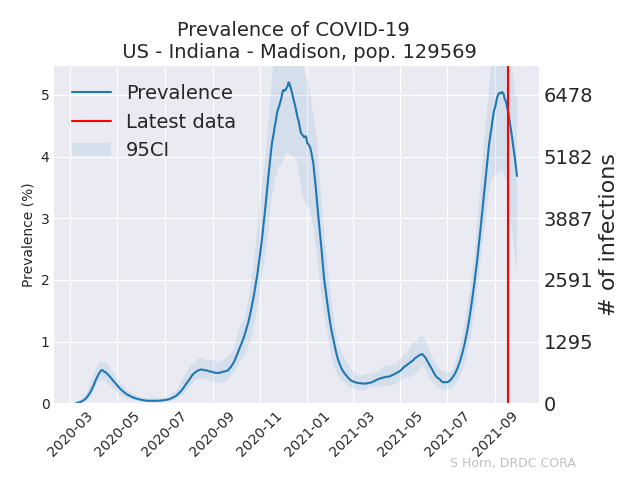 Prevalence of COVID-19
US - Indiana - Madison, pop. 129569
Prevalence
Latest data
95CI
Prevalence (%)
5
4
3
2
1
0
6478
5182
3887
2591
1295
0
# of infections
2020-03
2020-05
2020-07
2020-09
2020-11
2021-01
2021-03
2021-05
2021-07
2021-09
S Horn, DRDC CORA